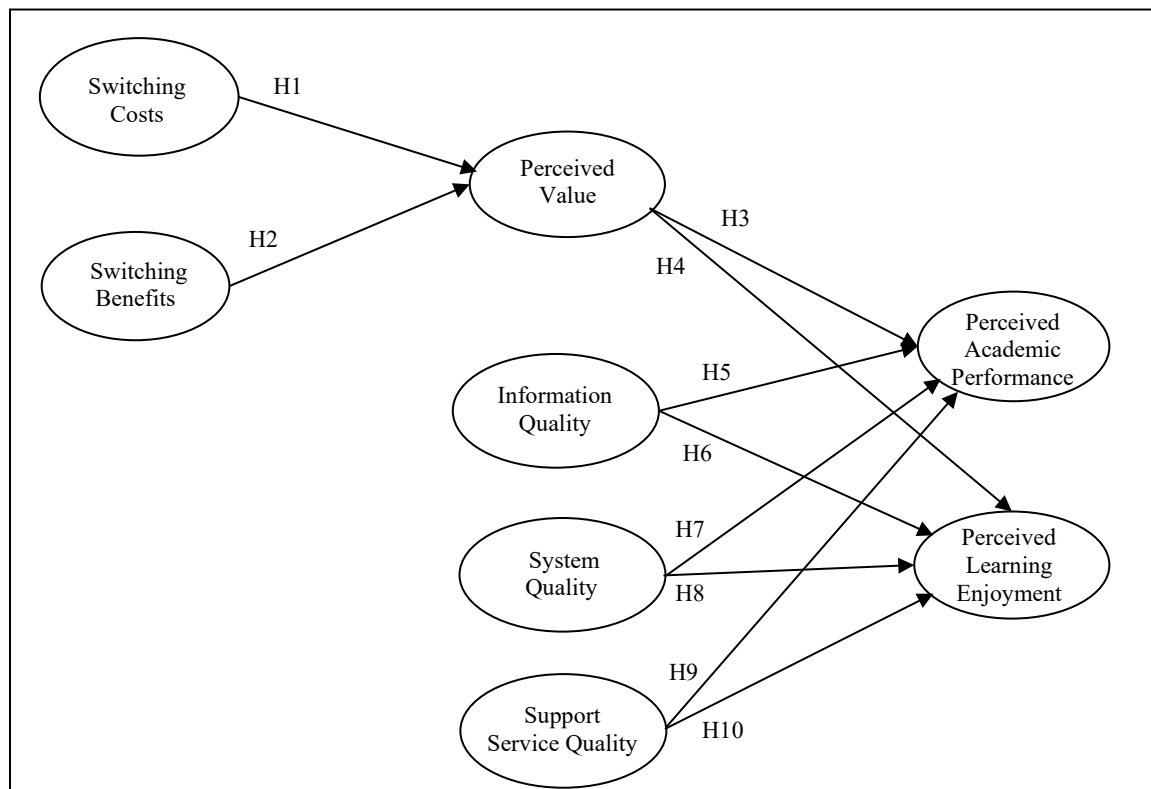 Switching
Costs
H1
Perceived
Value
H2
Switching
Benefits
H3
H4
Perceived
Academic
Performance
H5
Information
Quality
H6
H7
System
Quality
H8
Perceived
Learning
Enjoyment
H9
Support
Service Quality
H10